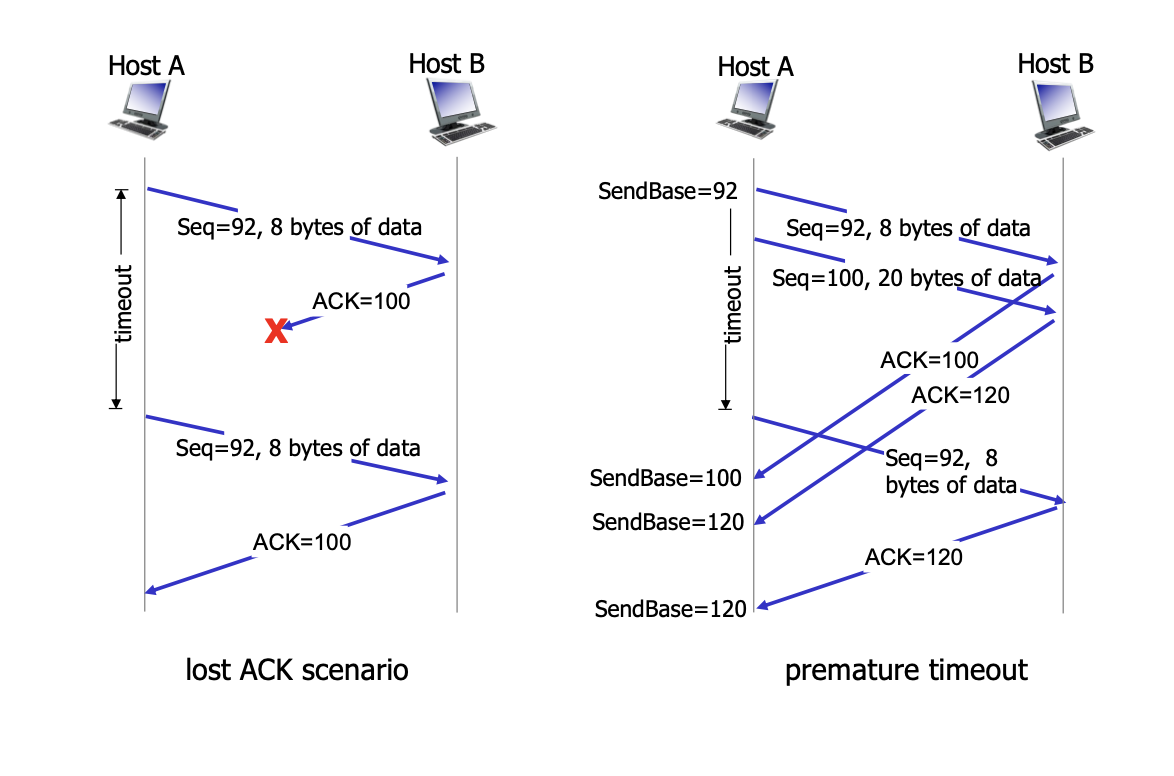 Host A
Host B
Seq=92, 8 bytes of data
ACK=100
X
timeout
Seq=92, 8 bytes of data
ACK=100
lost ACK scenario
Host A
Host B
SendBase=92
Seq=92, 8 bytes of data
Seq=100, 20 bytes of data
timeout
ACK=100
ACK=120
Seq=92,  8
bytes of data
SendBase=100
SendBase=120
ACK=120
SendBase=120
premature timeout